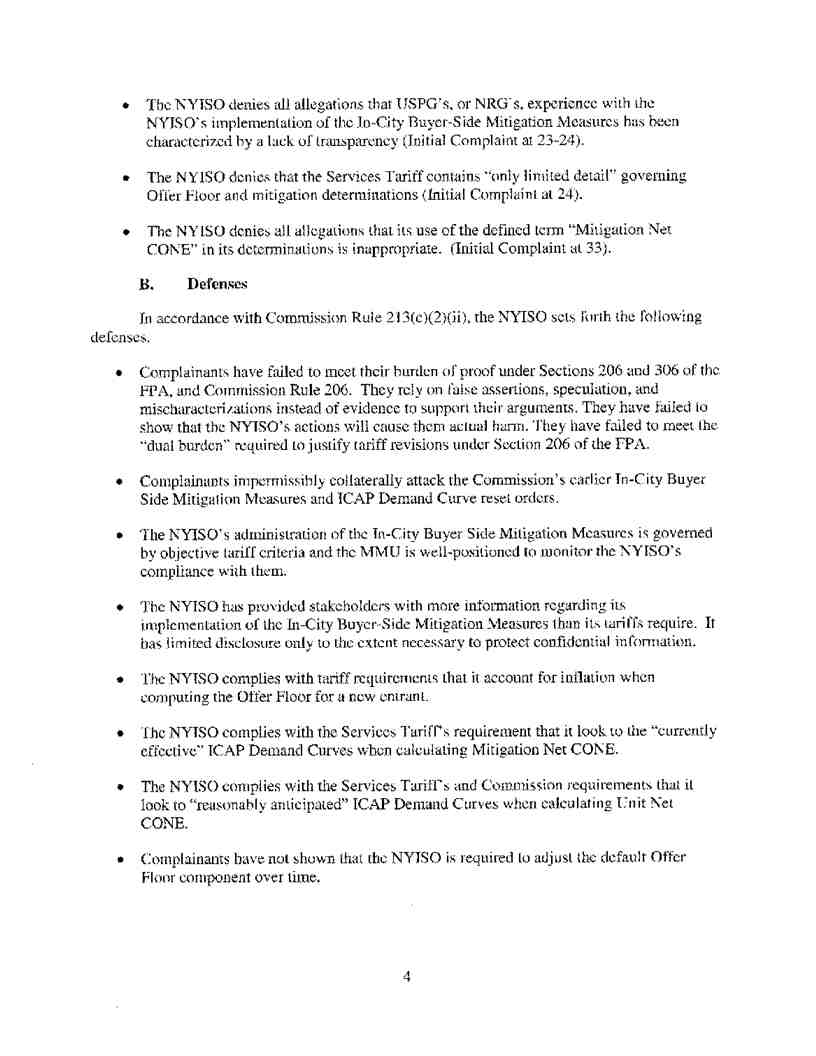 • The NYISO denies all allegations that USPG's, or NRG's, experience with the
NYISO's implementation of the In-City Buyer-Side Mitigation Measures has been
characterized by a lack of transparency (Initial Complaint at 23-24).
• The NYISO denies that the Services Tariff contains “only limited detail” governing
Offer Floor and mitigation determinations (Initial Complaint at 24).
• The NYISO denies all allegations that its use of the defined term “Mitigation Net
CONE” in its determinations is inappropriate. (Initial Complaint at 33).
B. Defenses
In accordance with Commission Rule 213(c)(2)(ii), the NYISO sets forth the following
defenses.
• Complainants have failed to meet their burden of proof under Sections 206 and 306 of the
FPA, and Commission Rule 206. They rely on false assertions, speculation, and
mischaracterizations instead of evidence to support their arguments. They have failed to
show that the NYISO's actions will cause them actual harm. They have failed to meet the
“dual burden” required to justify tariff revisions under Section 206 of the FPA.
• Complainants impermissibly collaterally attack the Commission's earlier In-City Buyer
Side Mitigation Measures and ICAP Demand Curve reset orders.
• The NYISO's administration of the In-City Buyer Side Mitigation Measures is governed
by objective tariff criteria and the MMU is well-positioned to monitor the NYISO's
compliance with them.
• The NYISO has provided stakeholders with more information regarding its
implementation of the In-City Buyer-Side Mitigation Measures than its tariffs require. It
has limited disclosure only to the extent necessary to protect confidential information.
• The NYISO complies with tariff requirements that it account for inflation when
computing the Offer Floor for a new entrant.
• The NYISO complies with the Services Tariff's requirement that it look to the “currently
effective” ICAP Demand Curves when calculating Mitigation Net CONE.
• The NYISO complies with the Services Tariff's and Commission requirements that it
look to “reasonably anticipated” ICAP Demand Curves when calculating Unit Net
CONE.
• Complainants have not shown that the NYISO is required to adjust the default Offer
Floor component over time.
4